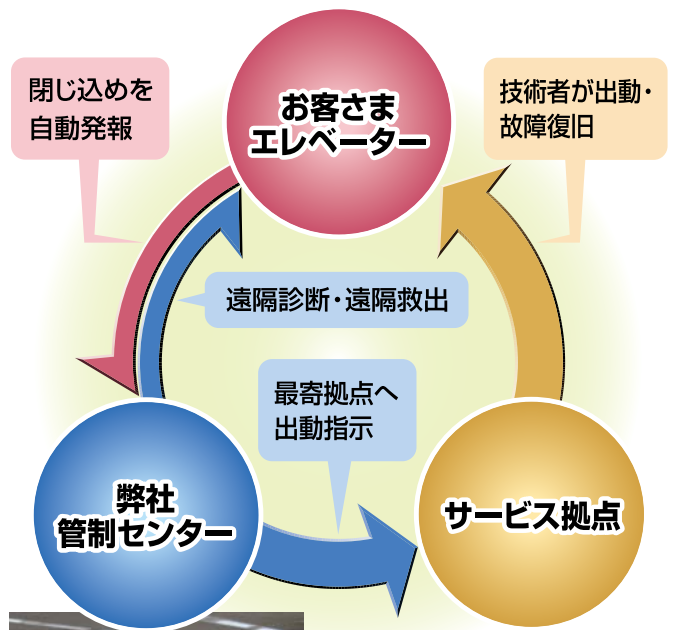 お客さま
エレベーター
閉じ込めを
自動発報
技術者が出動・
故障復旧
遠隔診断・遠隔救出
最寄拠点へ
出動指示
弊社
管制センター
サービス拠点